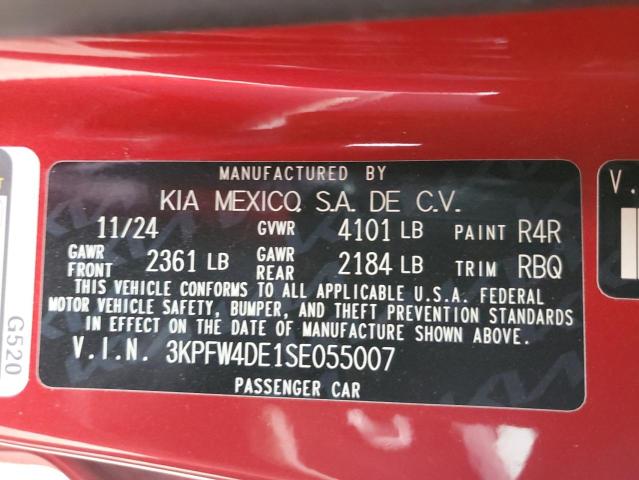 MANUFACTURED BY
KIA MEXICO, S.A. DE C.V.
11/24 GVWR 4101 LB PAINT R4R
GAWR FRONT 2361 LB GAWR REAR 2184 LB TRIM RBQ
THIS VEHICLE CONFORMS TO ALL APPLICABLE U.S.A. FEDERAL
MOTOR VEHICLE SAFETY, BUMPER, AND THEFT PREVENTION STANDARDS
IN EFFECT ON THE DATE OF MANUFACTURE SHOWN ABOVE.
V.I.N. 3KPFW4DE1SE055007
PASSENGER CAR
G520
V.